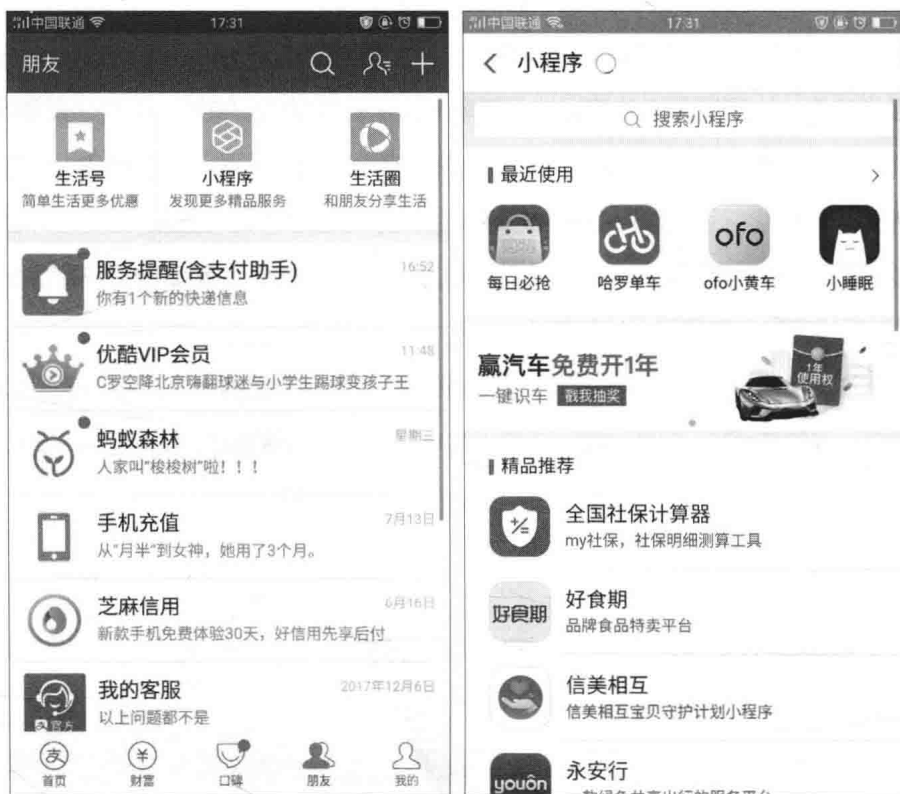 中国联通
17:31
朋友
生活号
简单生活更多优惠
小程序
发现更多精品服务
生活圈
和朋友分享生活
服务提醒(含支付助手)
16:52
你有1个新的快递信息
优酷VIP会员
11:48
C罗空降北京嗨翻球迷与小学生踢球变孩子王
蚂蚁森林
星期三
人家叫"梭梭树"啦！！！
手机充值
7月13日
从"月半"到女神，她用了3个月。
芝麻信用
6月16日
新款手机免费体验30天，好信用先享后付
我的客服
2017年12月6日
以上问题都不是
支 官方
支
首页
¥
财富
口碑
朋友
我的
中国联通
17:31
小程序
搜索小程序
最近使用
每日必抢
哈罗单车
ofo
ofo小黄车
小睡眠
赢汽车免费开1年
一键识车 戳我抽奖
1年
使用权
精品推荐
全国社保计算器
my社保，社保明细测算工具
好食期
好食期
品牌食品特卖平台
信美相互
信美相互宝贝守护计划小程序
youon
永安行